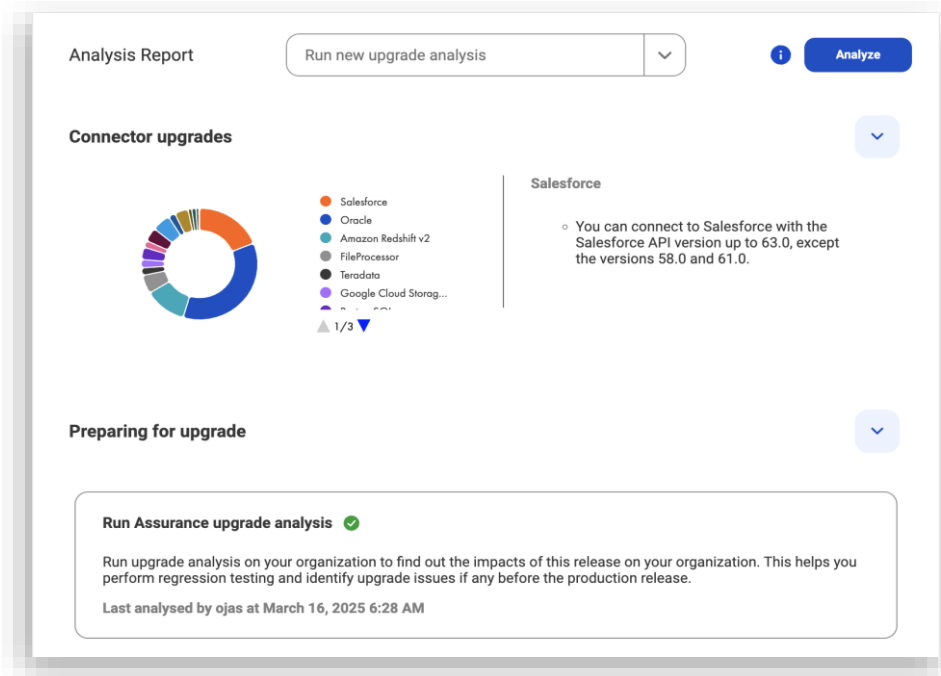 Analysis Report
Run new upgrade analysis
Analyze
Connector upgrades
Salesforce
Oracle
Amazon Redshift v2
FileProcessor
Teradata
Google Cloud Storag...
1/3
Salesforce
You can connect to Salesforce with the
Salesforce API version up to 63.0, except
the versions 58.0 and 61.0.
Preparing for upgrade
Run Assurance upgrade analysis
Run upgrade analysis on your organization to find out the impacts of this release on your organization. This helps you
perform regression testing and identify upgrade issues if any before the production release.
Last analysed by ojas at March 16, 2025 6:28 AM